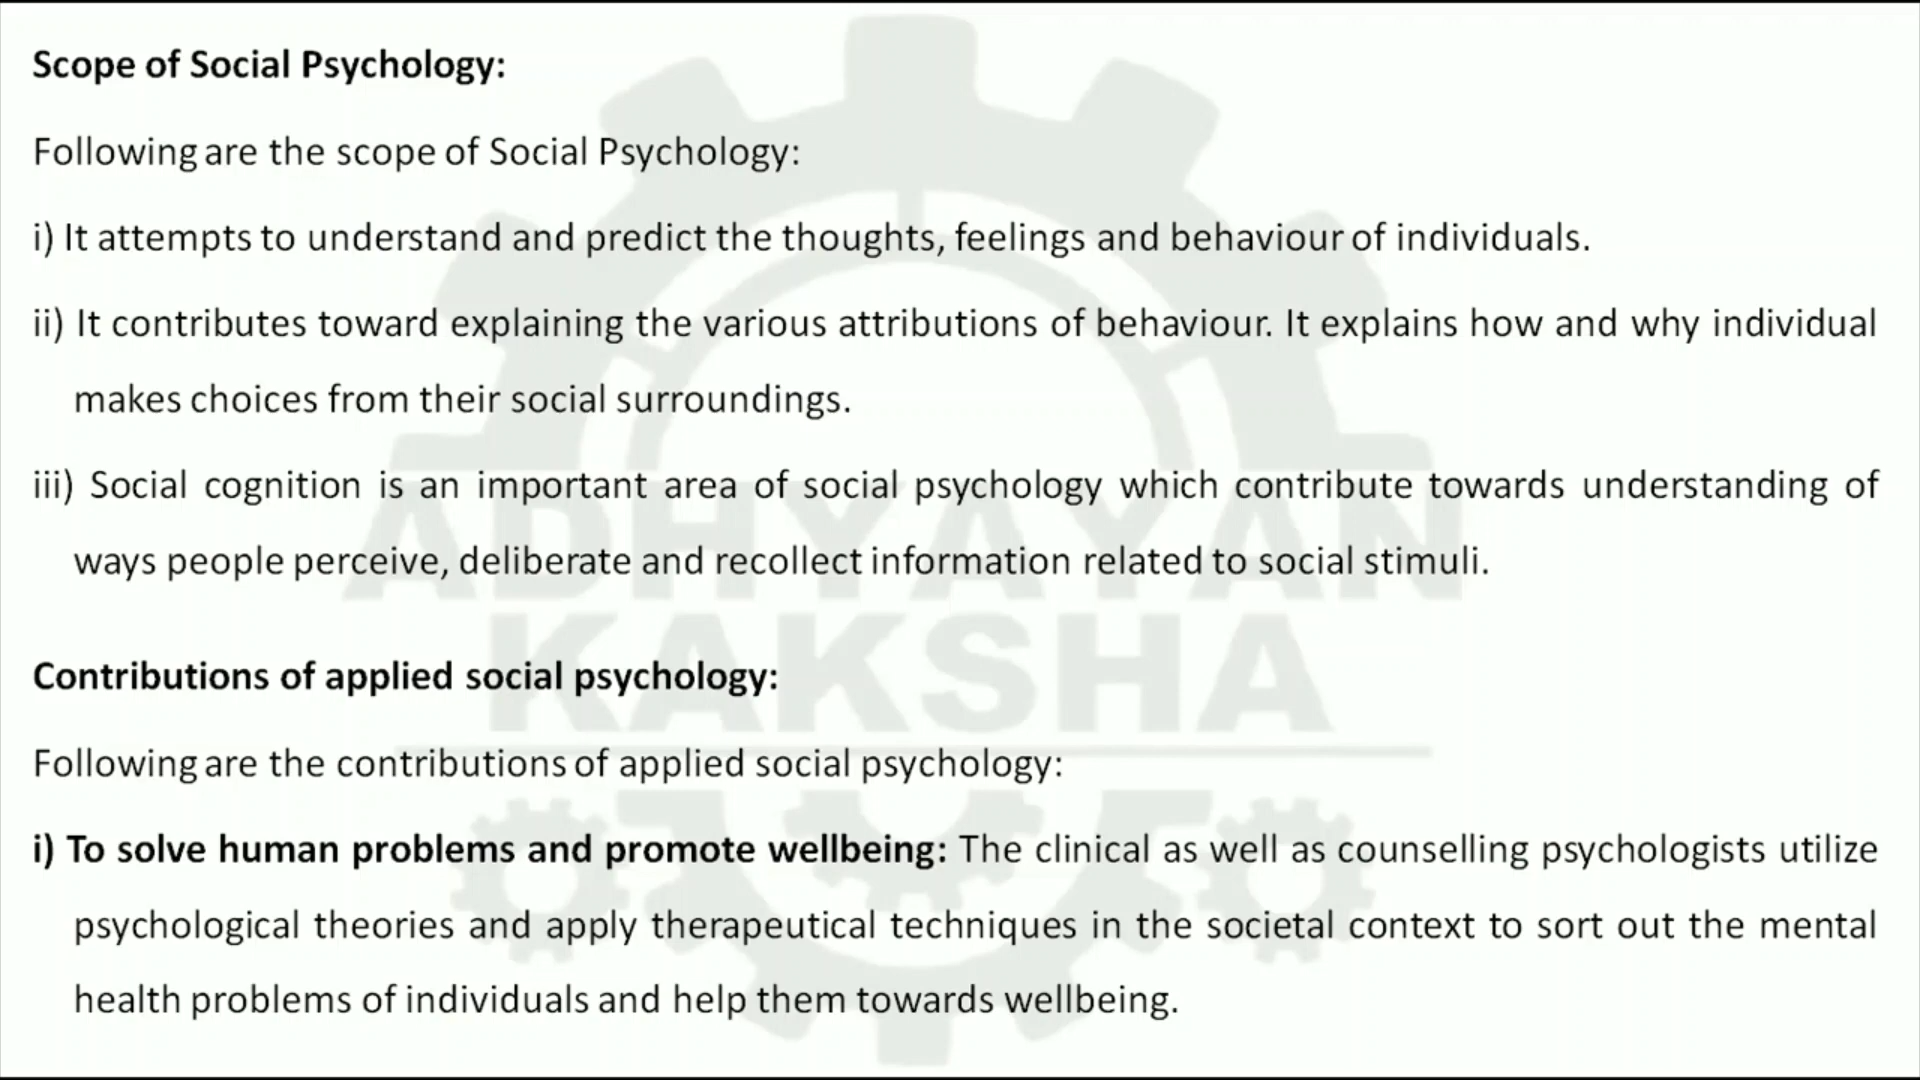 Scope of Social Psychology:
Following are the scope of Social Psychology:
i) It attempts to understand and predict the thoughts, feelings and behaviour of individuals.
ii) It contributes toward explaining the various attributions of behaviour. It explains how and why individual
makes choices from their social surroundings.
iii) Social cognition is an important area of social psychology which contribute towards understanding of
ways people perceive, deliberate and recollect information related to social stimuli.
ADHYAYAN
KAKSHA
Contributions of applied social psychology:
Following are the contributions of applied social psychology:
i) To solve human problems and promote wellbeing: The clinical as well as counselling psychologists utilize
psychological theories and apply therapeutical techniques in the societal context to sort out the mental
health problems of individuals and help them towards wellbeing.